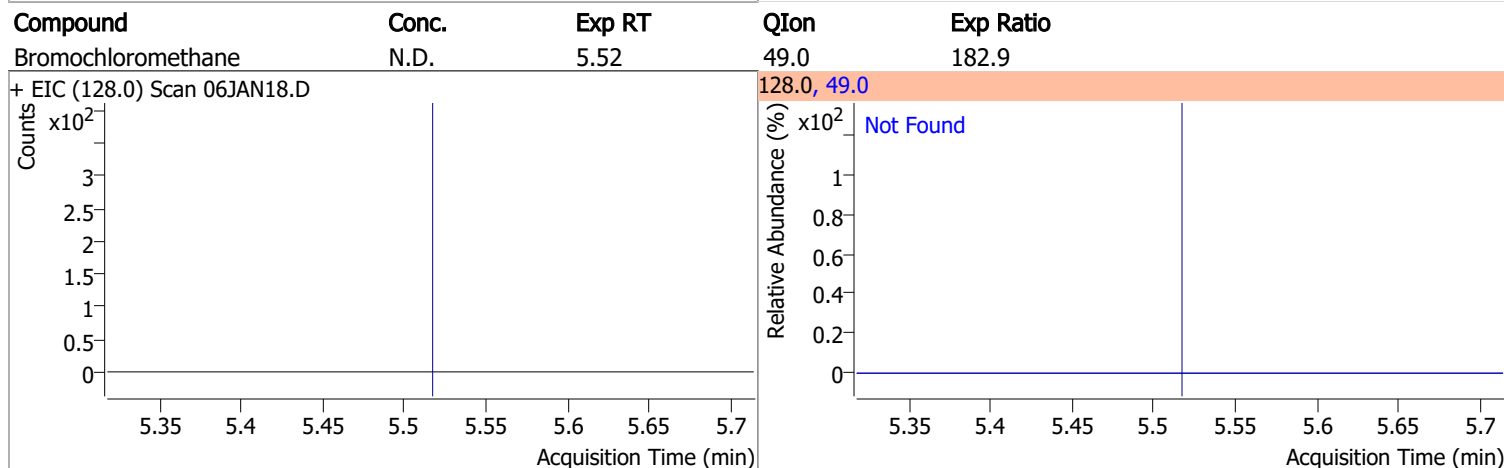 Compound Conc. Exp RT QIon Exp Ratio
Bromochloromethane N.D. 5.52 49.0 182.9
+ EIC (128.0) Scan 06JAN18.D
128.0, 49.0
Counts
x10²
3
2.5
2
1.5
1
0.5
0
5.35 5.4 5.45 5.5 5.55 5.6 5.65 5.7
Acquisition Time (min)
Relative Abundance (%)
x10²
Not Found
1
0.8
0.6
0.4
0.2
0
5.35 5.4 5.45 5.5 5.55 5.6 5.65 5.7
Acquisition Time (min)